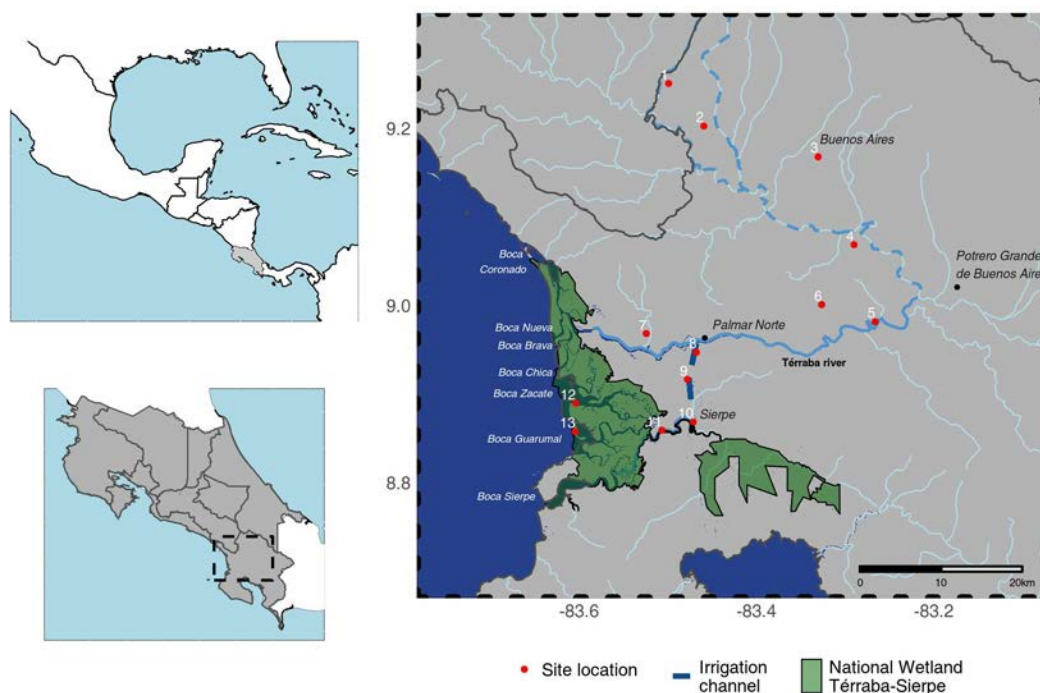 9.2
9.0
8.8
-83.6
-83.4
-83.2
1
2
3
Buenos Aires
4
Potrero Grande
de Buenos Aires
Boca
Coronado
6
5
7
Palmar Norte
Boca Nueva
Boca Brava
8
Térraba river
Boca Chica
9
Boca Zacate
12
10
Sierpe
13
11
Boca Guarumal
Boca Sierpe
0
10
20km
Site location
Irrigation
channel
National Wetland
Térraba-Sierpe